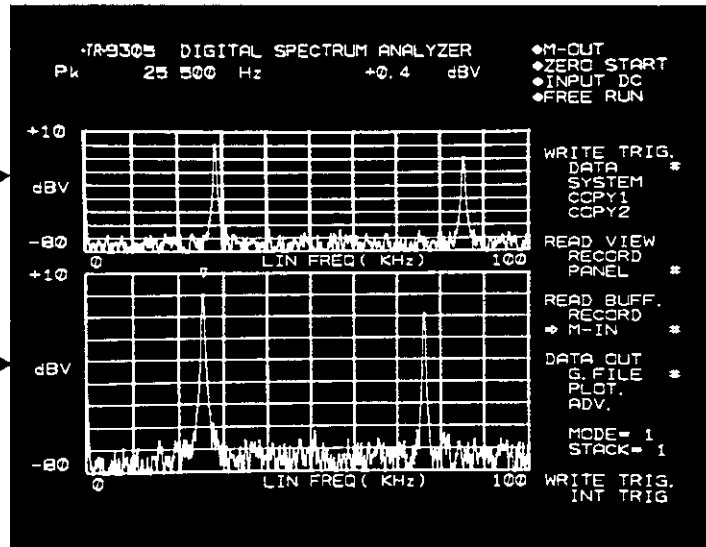 TR-9305 DIGITAL SPECTRUM ANALYZER
Pk 25 500 Hz +0.4 dBV
◆M-OUT
◆ZERO START
◆INPUT DC
◆FREE RUN
+10
dBV
-80
0 LIN FREQ( KHz) 100
+10
dBV
-80
0 LIN FREQ( KHz) 100
WRITE TRIG.
DATA #
SYSTEM
COPY1
COPY2
READ VIEW
RECORD
PANEL #
READ BUFF.
RECORD
⇨ M-IN #
DATA OUT
G.FILE #
PLOT.
ADV.
MODE= 1
STACK= 1
WRITE TRIG.
INT TRIG